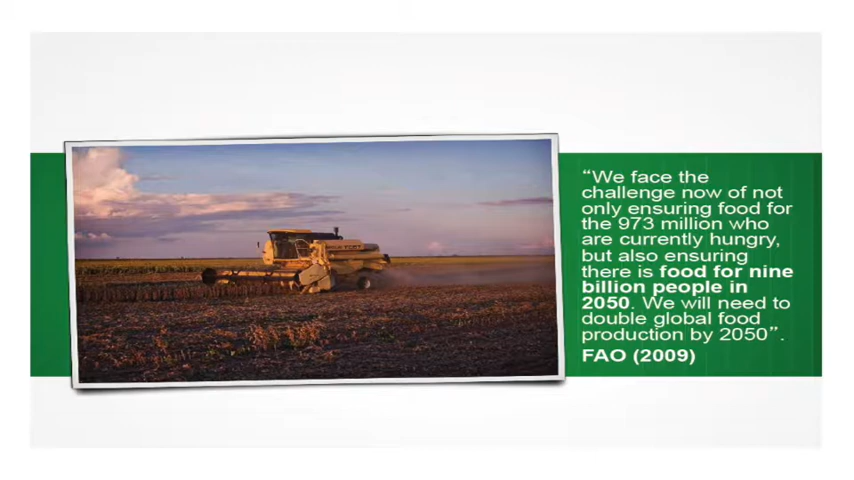 “We face the
challenge now of not
only ensuring food for
the 973 million who
are currently hungry,
but also ensuring
there is food for nine
billion people in
2050. We will need to
double global food
production by 2050”.
FAO (2009)